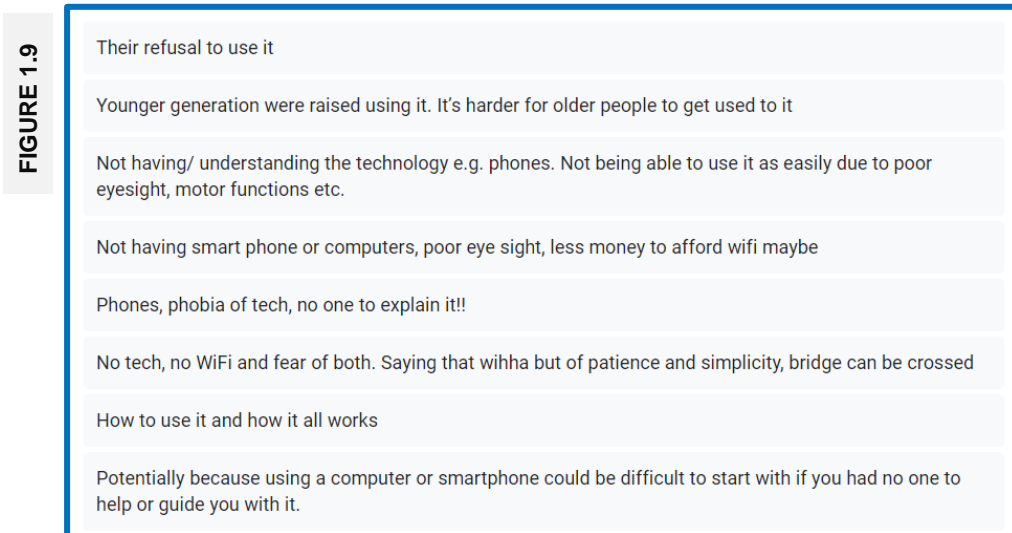 FIGURE 1.9
Their refusal to use it
Younger generation were raised using it. It's harder for older people to get used to it
Not having/ understanding the technology e.g. phones. Not being able to use it as easily due to poor
eyesight, motor functions etc.
Not having smart phone or computers, poor eye sight, less money to afford wifi maybe
Phones, phobia of tech, no one to explain it!!
No tech, no WiFi and fear of both. Saying that wihha but of patience and simplicity, bridge can be crossed
How to use it and how it all works
Potentially because using a computer or smartphone could be difficult to start with if you had no one to
help or guide you with it.